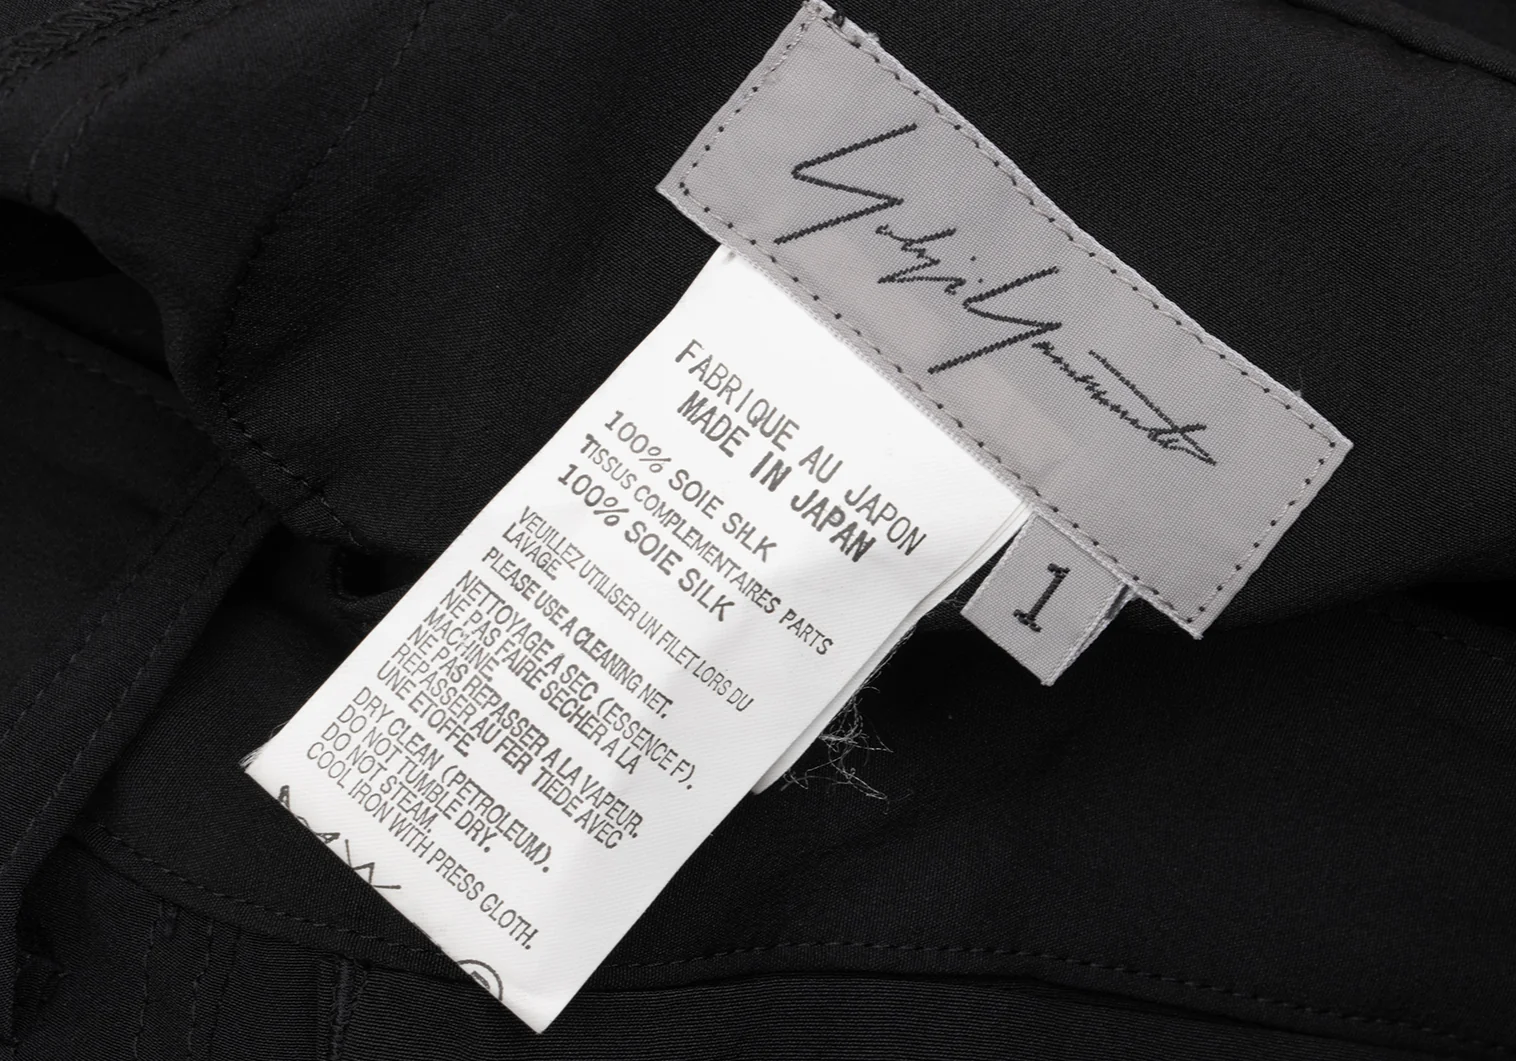 Yohji Yamamoto
1
FABRIQUE AU JAPON
MADE IN JAPAN
100% SOIE SILK
TISSUS COMPLEMENTAIRES PARTS
100% SOIE SILK
VEUILLEZ UTILISER UN FILET LORS DU
LAVAGE
PLEASE USE A CLEANING NET.
NETTOYAGE A SEC (ESSENCE F).
NE PAS FAIRE SECHER A LA
MACHINE
NE PAS REPASSER A LA VAPEUR.
REPASSER AU FER TIEDE AVEC
UNE ETOFFE
DRY CLEAN (PETROLEUM).
DO NOT TUMBLE DRY.
DO NOT STEAM.
COOL IRON WITH PRESS CLOTH.